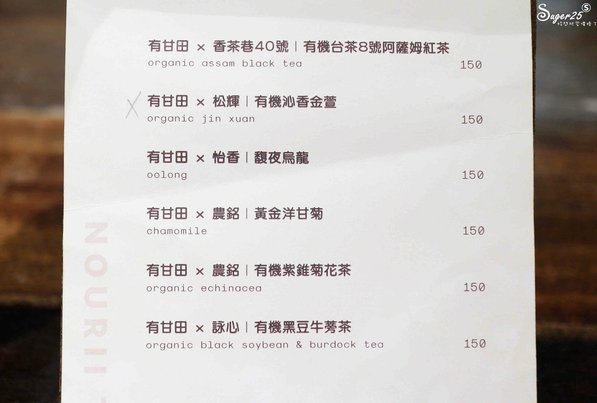 Suger25
有甘田 × 香茶巷40號 | 有機台茶8號阿薩姆紅茶
organic assam black tea 150
有甘田 × 松輝 | 有機沁香金萱
organic jin xuan 150
有甘田 × 怡香 | 馥夜烏龍
oolong 150
有甘田 × 農銘 | 黃金洋甘菊
chamomile 150
有甘田 × 農銘 | 有機紫錐菊花茶
organic echinacea 150
有甘田 × 詠心 | 有機黑豆牛蒡茶
organic black soybean & burdock tea 150
NOURII